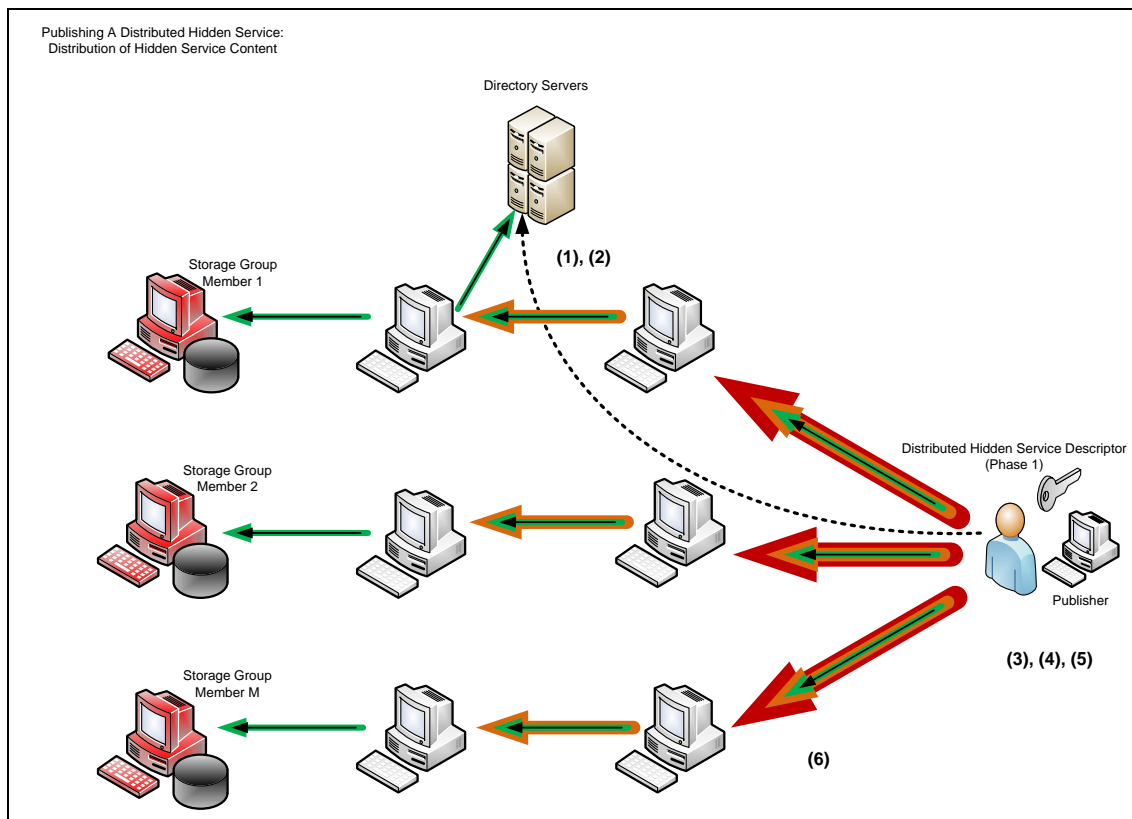 Publishing A Distributed Hidden Service:
Distribution of Hidden Service Content
Directory Servers
(1), (2)
Storage Group
Member 1
Distributed Hidden Service Descriptor
(Phase 1)
Storage Group
Member 2
Publisher
(3), (4), (5)
Storage Group
Member M
(6)